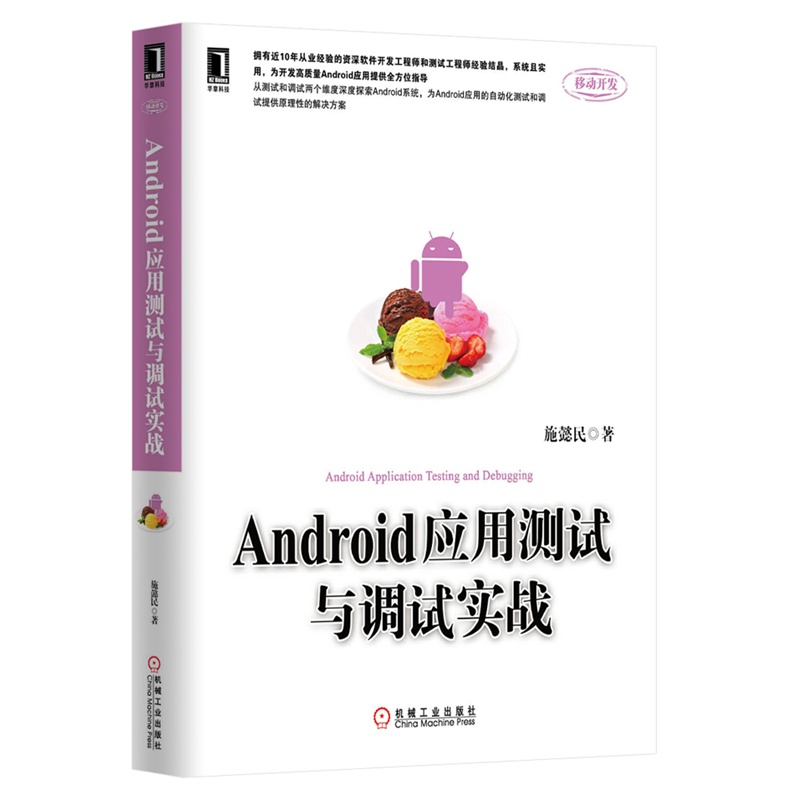 HZ BOOKS
华章科技
移动开发
Android应用测试与调试实战
施懿民◎著
机械工业出版社
China Machine Press
拥有近10年从业经验的资深软件开发工程师和测试工程师经验结晶,系统且实
用,为开发高质量Android应用提供全方位指导
从测试和调试两个维度深度探索Android系统,为Android应用的自动化测试和调
试提供原理性的解决方案
移动开发
施懿民◎著
Android Application Testing and Debugging
Android应用测试
与调试实战
机械工业出版社
China Machine Press